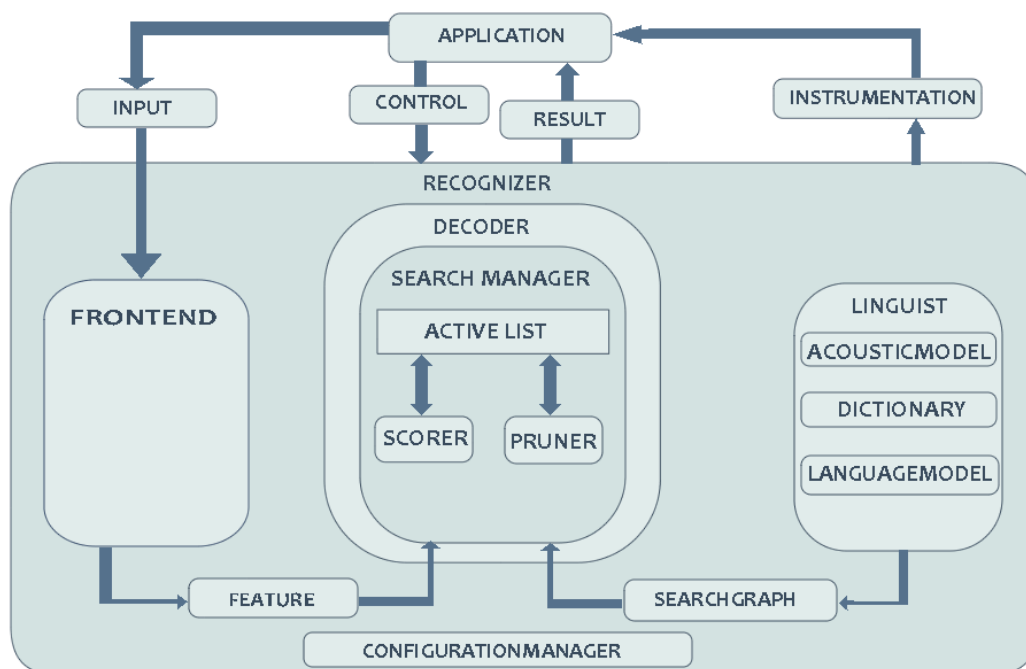 APPLICATION
INPUT
CONTROL
RESULT
INSTRUMENTATION
RECOGNIZER
DECODER
SEARCH MANAGER
ACTIVE LIST
SCORER
PRUNER
FRONTEND
LINGUIST
ACOUSTICMODEL
DICTIONARY
LANGUAGEMODEL
FEATURE
SEARCHGRAPH
CONFIGURATIONMANAGER